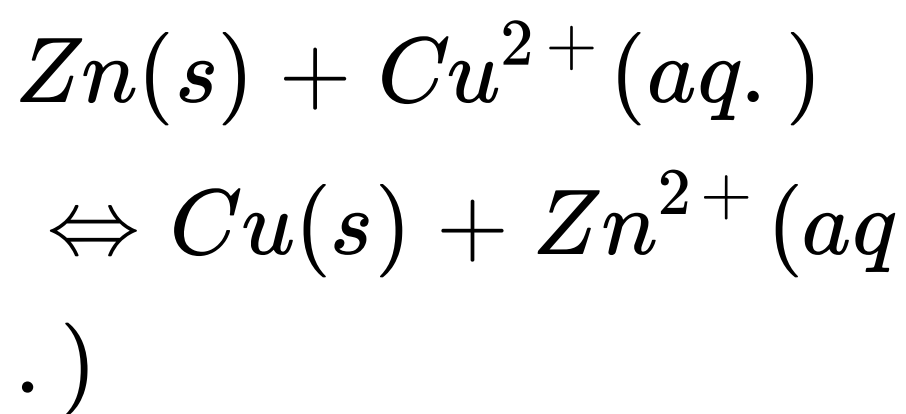 Zn(s) + Cu²⁺(aq. )
⇔ Cu(s) + Zn²⁺(aq
. )